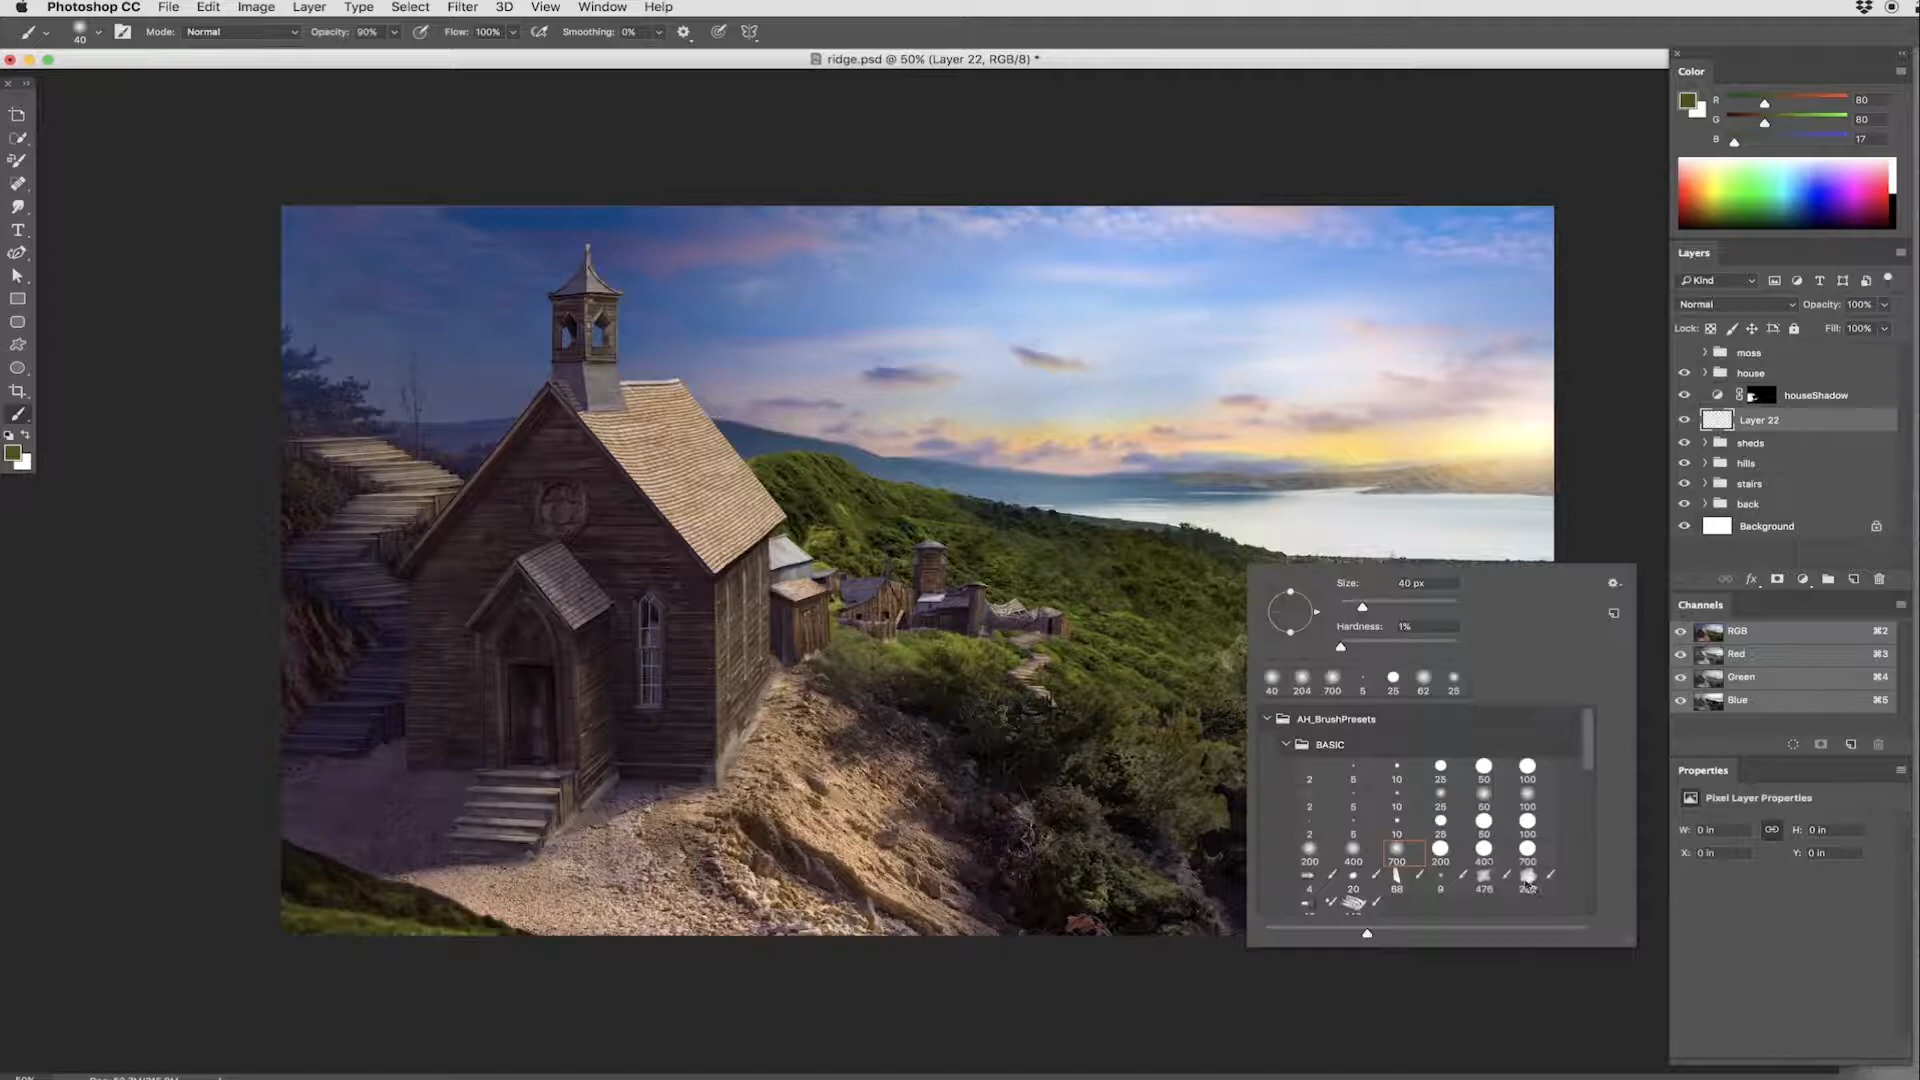 Photoshop CC File Edit Image Layer Type Select Filter 3D View Window Help
40 Mode: Normal Opacity: 90% Flow: 100% Smoothing: 0%
ridge.psd @ 50% (Layer 22, RGB/8) *
Color
R 80
G 80
B 17
Layers
Kind
Normal Opacity: 100%
Lock: Fill: 100%
moss
house
houseShadow
Layer 22
sheds
hills
stairs
back
Background
fx
Channels
RGB ⌘2
Red ⌘3
Green ⌘4
Blue ⌘5
Properties
Pixel Layer Properties
W: 0 in H: 0 in
X: 0 in Y: 0 in
Size: 40 px
Hardness: 1%
40 204 700 5 25 62 25
AH_BrushPresets
BASIC
2 5 10 25 50 100
2 5 10 25 50 100
2 5 10 25 50 100
200 400 700 200 400 700
4 20 68 9 476
50%